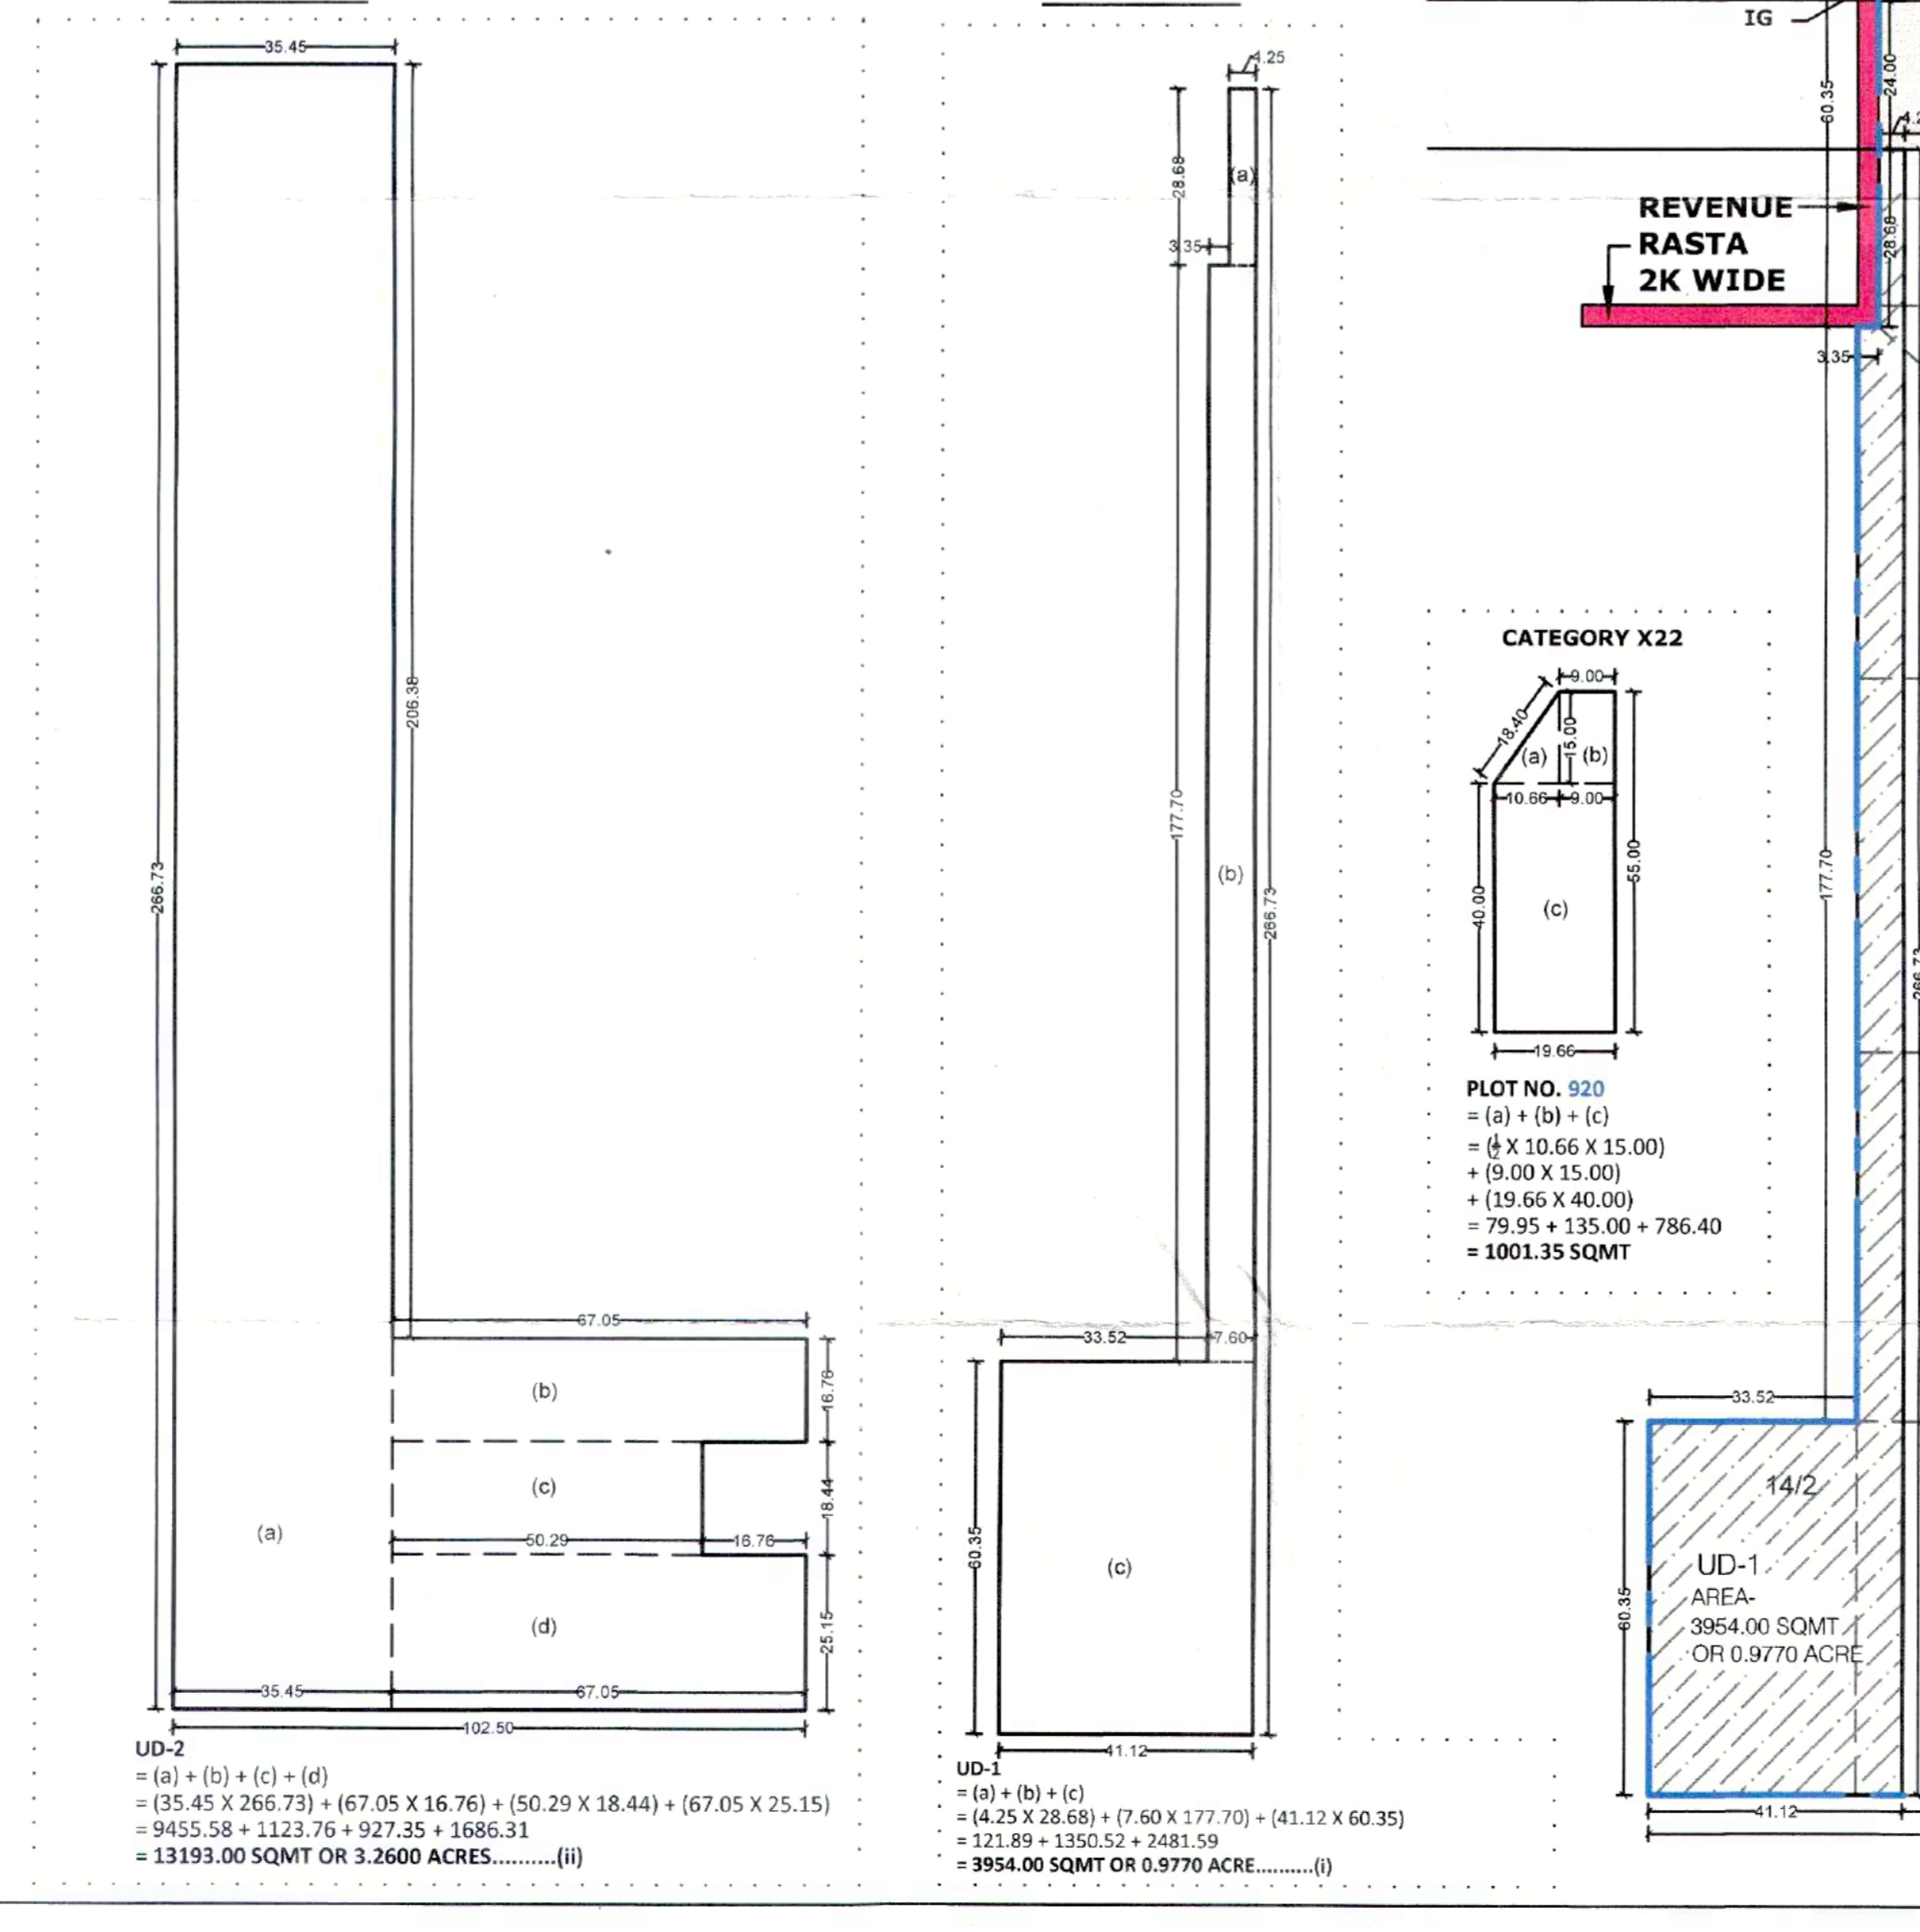 35.45
266.73
206.38
67.05
(b)
16.76
(c)
18.44
50.29
16.76
(a)
(d)
25.15
35.45
67.05
102.50
UD-2
= (a) + (b) + (c) + (d)
= (35.45 X 266.73) + (67.05 X 16.76) + (50.29 X 18.44) + (67.05 X 25.15)
= 9455.58 + 1123.76 + 927.35 + 1686.31
= 13193.00 SQMT OR 3.2600 ACRES..........(ii)
4.25
28.68
(a)
3.35
177.70
(b)
266.73
33.52
7.60
60.35
(c)
41.12
UD-1
= (a) + (b) + (c)
= (4.25 X 28.68) + (7.60 X 177.70) + (41.12 X 60.35)
= 121.89 + 1350.52 + 2481.59
= 3954.00 SQMT OR 0.9770 ACRE..........(i)
CATEGORY X22
9.00
18.40
15.00
(a)
(b)
10.66
9.00
40.00
55.00
(c)
19.66
PLOT NO. 920
= (a) + (b) + (c)
= (½ X 10.66 X 15.00)
+ (9.00 X 15.00)
+ (19.66 X 40.00)
= 79.95 + 135.00 + 786.40
= 1001.35 SQMT
IG
60.35
24.00
REVENUE
RASTA
2K WIDE
28.68
3.35
177.70
266.73
33.52
14/2
60.35
UD-1
AREA-
3954.00 SQMT
OR 0.9770 ACRE
41.12